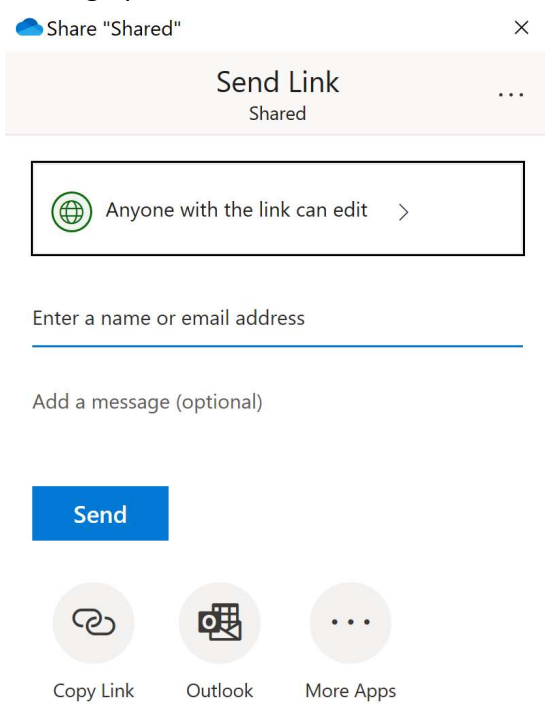 Share "Shared"
Send Link
Shared
Anyone with the link can edit
Enter a name or email address
Add a message (optional)
Send
Copy Link Outlook More Apps